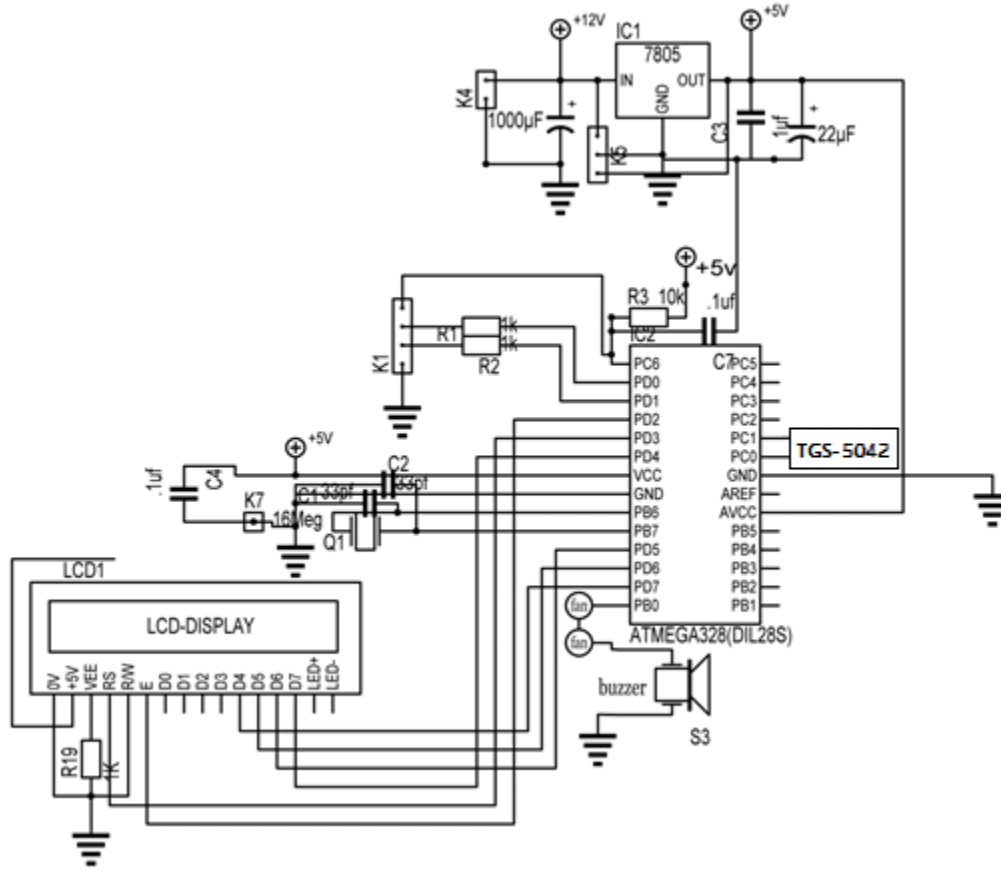 +12V
+5V
IC1
7805
IN
OUT
GND
K4
1000µF
+
K5
C3
1uf
+
22µF
+5v
R3 10k
.1uf
IC2
C7
R1
1k
R2
1k
K1
PC6
PD0
PD1
PD2
PD3
PD4
VCC
GND
PB6
PB7
PD5
PD6
PD7
PB0
PC5
PC4
PC3
PC2
PC1
PC0
GND
AREF
AVCC
PB5
PB4
PB3
PB2
PB1
TGS-5042
ATMEGA328(DIL28S)
+5V
.1uf
C4
C2
33pf
C1
33pf
K7
16Meg
Q1
LCD1
LCD-DISPLAY
0V
+5V
VEE
RS
R/W
E
D0
D1
D2
D3
D4
D5
D6
D7
LED+
LED-
R19
1K
fan
fan
buzzer
S3